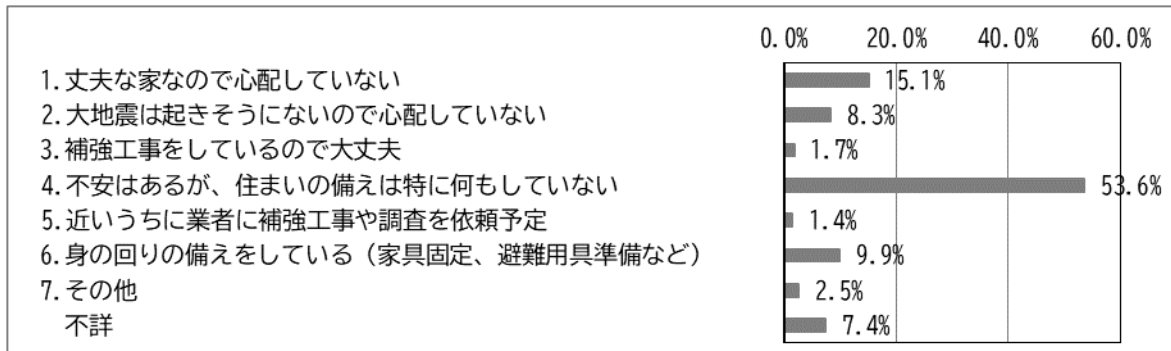 0.0% 20.0% 40.0% 60.0%
1.丈夫な家なので心配していない 15.1%
2.大地震は起きそうにないので心配していない 8.3%
3.補強工事をしているので大丈夫 1.7%
4.不安はあるが、住まいの備えは特に何もしていない 53.6%
5.近いうちに業者に補強工事や調査を依頼予定 1.4%
6.身の回りの備えをしている（家具固定、避難用具準備など） 9.9%
7.その他 2.5%
不詳 7.4%